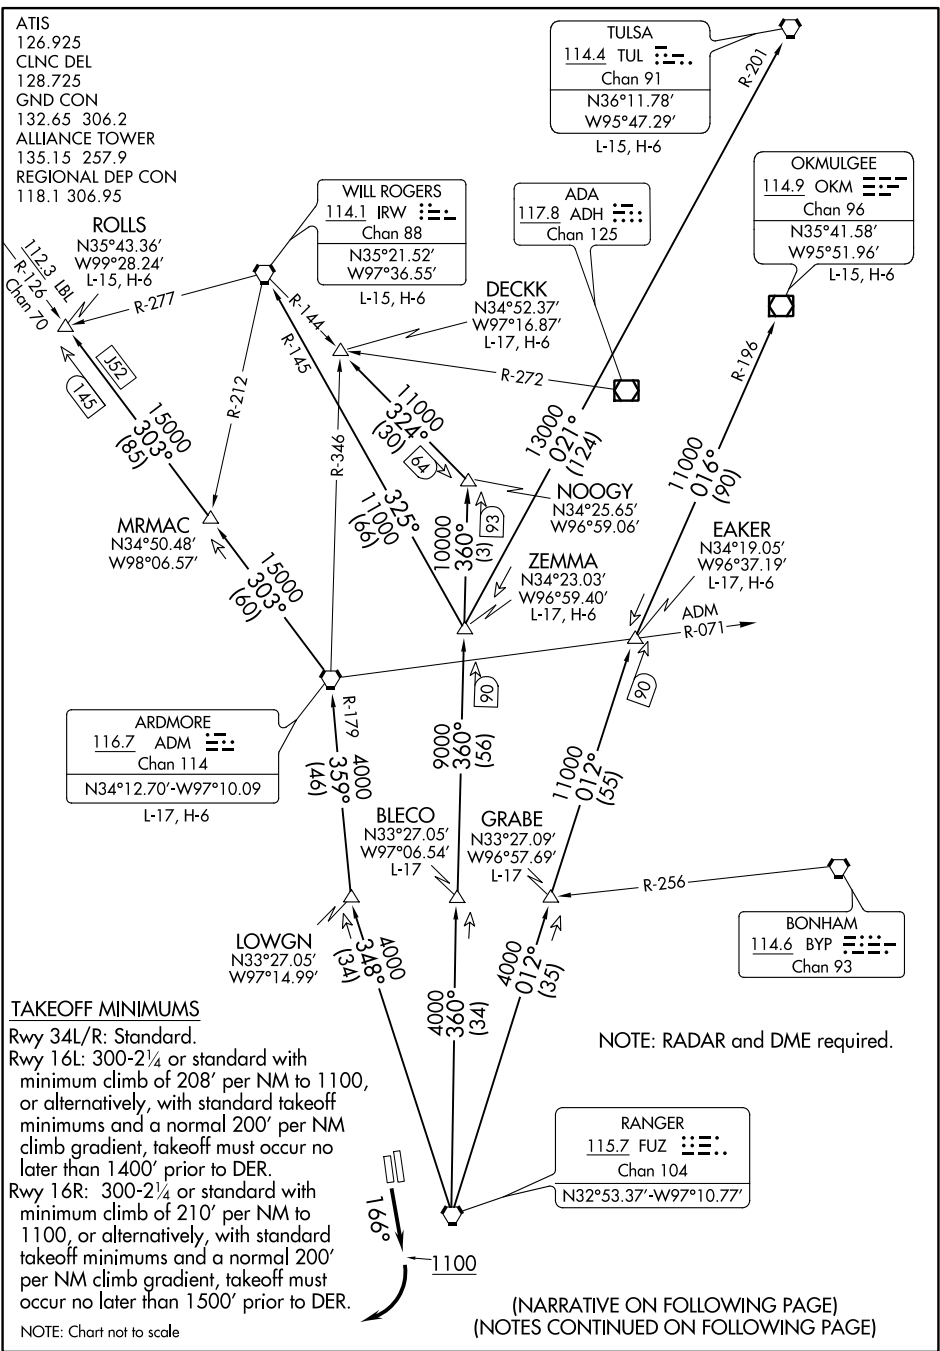 ATIS
126.925
CLNC DEL
128.725
GND CON
132.65 306.2
ALLIANCE TOWER
135.15 257.9
REGIONAL DEP CON
118.1 306.95
TULSA
114.4 TUL
Chan 91
N36°11.78′
W95°47.29′
L-15, H-6
R-201
OKMULGEE
114.9 OKM
Chan 96
N35°41.58′
W95°51.96′
L-15, H-6
WILL ROGERS
114.1 IRW
Chan 88
N35°21.52′
W97°36.55′
L-15, H-6
ADA
117.8 ADH
Chan 125
ROLLS
N35°43.36′
W99°28.24′
L-15, H-6
112.3 LBL
R-126
Chan 70
R-277
DECKK
N34°52.37′
W97°16.87′
L-17, H-6
R-144
R-145
R-272
R-196
R-212
R-346
J52
145
15000
303°
(85)
11000
324°
(30)
64
13000
021°
(124)
11000
016°
(90)
325°
11000
(66)
10000
360°
(3)
93
NOOGY
N34°25.65′
W96°59.06′
MRMAC
N34°50.48′
W98°06.57′
EAKER
N34°19.05′
W96°37.19′
L-17, H-6
ZEMMA
N34°23.03′
W96°59.40′
L-17, H-6
15000
303°
(60)
ADM
R-071
90
90
ARDMORE
116.7 ADM
Chan 114
N34°12.70′-W97°10.09
L-17, H-6
R-179
4000
359°
(46)
9000
360°
(56)
11000
012°
(55)
BLECO
N33°27.05′
W97°06.54′
L-17
GRABE
N33°27.09′
W96°57.69′
L-17
R-256
BONHAM
114.6 BYP
Chan 93
LOWGN
N33°27.05′
W97°14.99′
4000
348°
(34)
4000
360°
(34)
4000
012°
(35)
TAKEOFF MINIMUMS
Rwy 34L/R: Standard.
Rwy 16L: 300-2¼ or standard with
minimum climb of 208′ per NM to 1100,
or alternatively, with standard takeoff
minimums and a normal 200′ per NM
climb gradient, takeoff must occur no
later than 1400′ prior to DER.
Rwy 16R: 300-2¼ or standard with
minimum climb of 210′ per NM to
1100, or alternatively, with standard
takeoff minimums and a normal 200′
per NM climb gradient, takeoff must
occur no later than 1500′ prior to DER.
NOTE: Chart not to scale
NOTE: RADAR and DME required.
RANGER
115.7 FUZ
Chan 104
N32°53.37′-W97°10.77′
166°
1100
(NARRATIVE ON FOLLOWING PAGE)
(NOTES CONTINUED ON FOLLOWING PAGE)